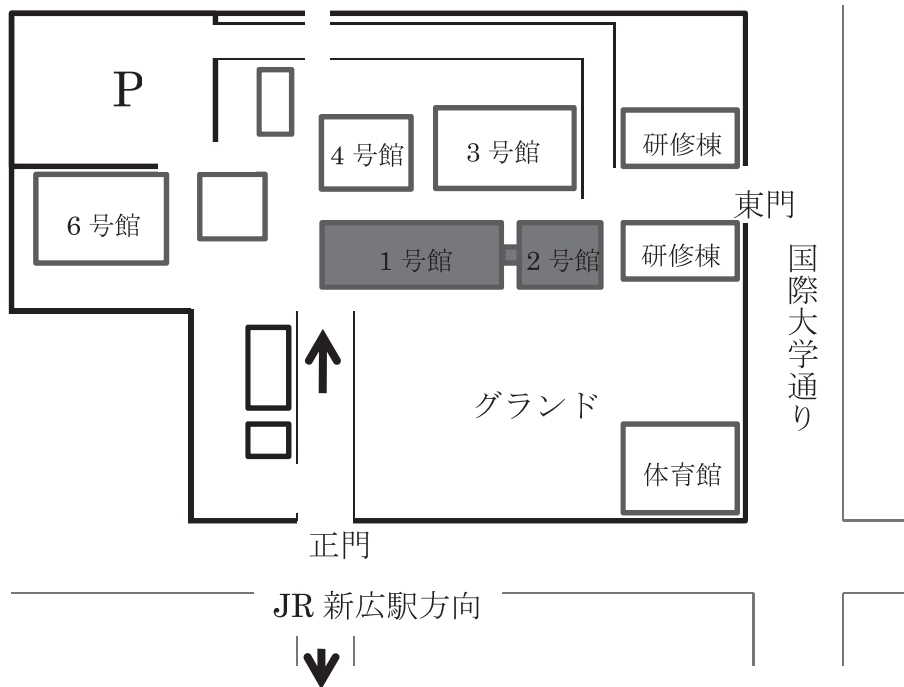 P
4 号館
3 号館
研修棟
6 号館
東門
1 号館
2 号館
研修棟
国際大学通り
グランド
体育館
正門
JR 新広駅方向